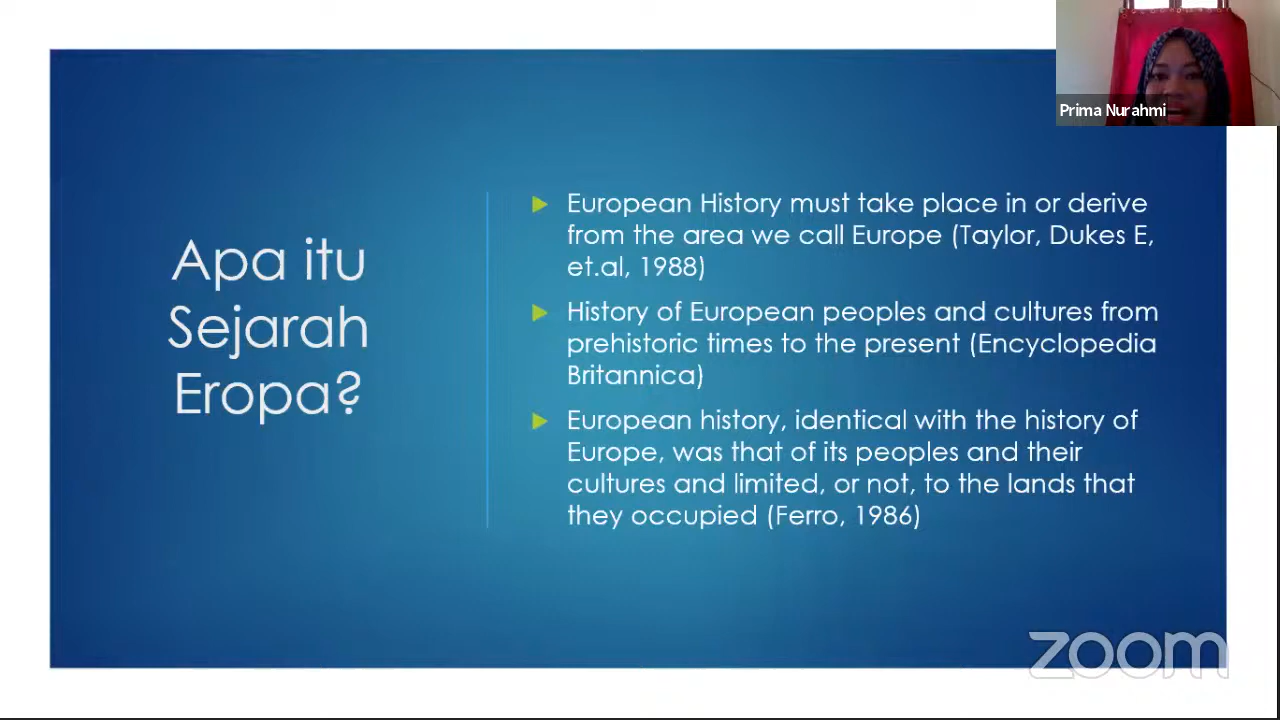 Prima Nurahmi
Apa itu
Sejarah
Eropa?
European History must take place in or derive
from the area we call Europe (Taylor, Dukes E,
et.al, 1988)
History of European peoples and cultures from
prehistoric times to the present (Encyclopedia
Britannica)
European history, identical with the history of
Europe, was that of its peoples and their
cultures and limited, or not, to the lands that
they occupied (Ferro, 1986)
zoom